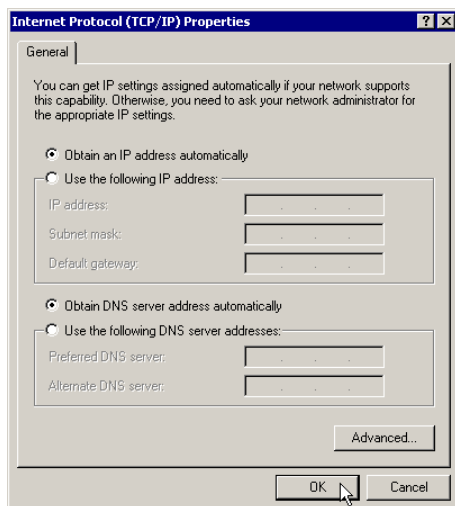 Internet Protocol (TCP/IP) Properties
General
You can get IP settings assigned automatically if your network supports
this capability. Otherwise, you need to ask your network administrator for
the appropriate IP settings.
Obtain an IP address automatically
Use the following IP address:
IP address:
Subnet mask:
Default gateway:
Obtain DNS server address automatically
Use the following DNS server addresses:
Preferred DNS server:
Alternate DNS server:
Advanced...
OK Cancel